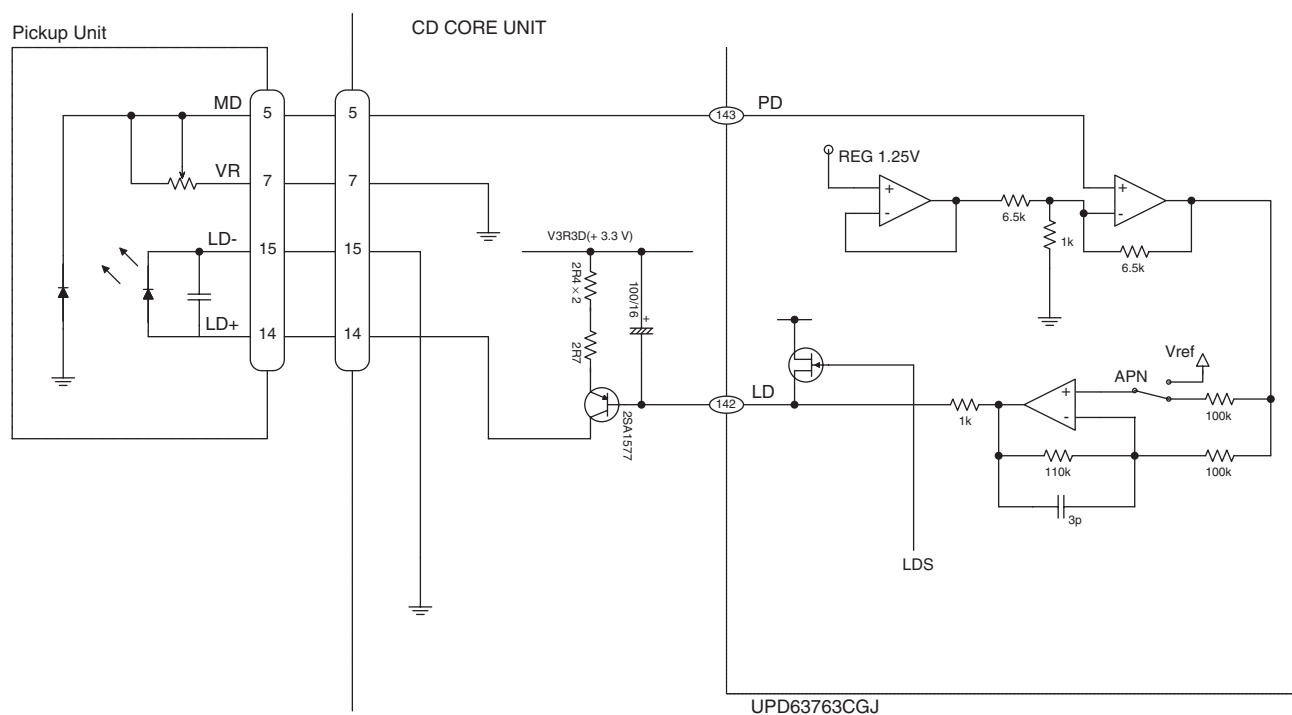 CD CORE UNIT
Pickup Unit
MD
5
5
143
PD
VR
7
7
REG 1.25V
+
-
6.5k
1k
+
-
6.5k
LD-
15
15
V3R3D(+ 3.3 V)
2R4 × 2
2R7
100/16
+
LD+
14
14
2SA1577
142
LD
LDS
1k
+
-
110k
3p
APN
Vref
100k
100k
UPD63763CGJ